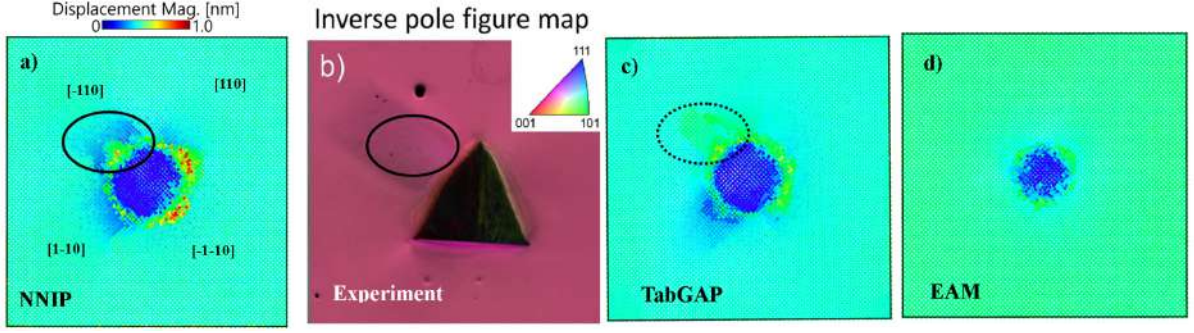 Displacement Mag. [nm]
0 1.0
Inverse pole figure map
a)
[-110]
[110]
[1-10]
[-1-10]
NNIP
b)
111
001
101
Experiment
c)
TabGAP
d)
EAM